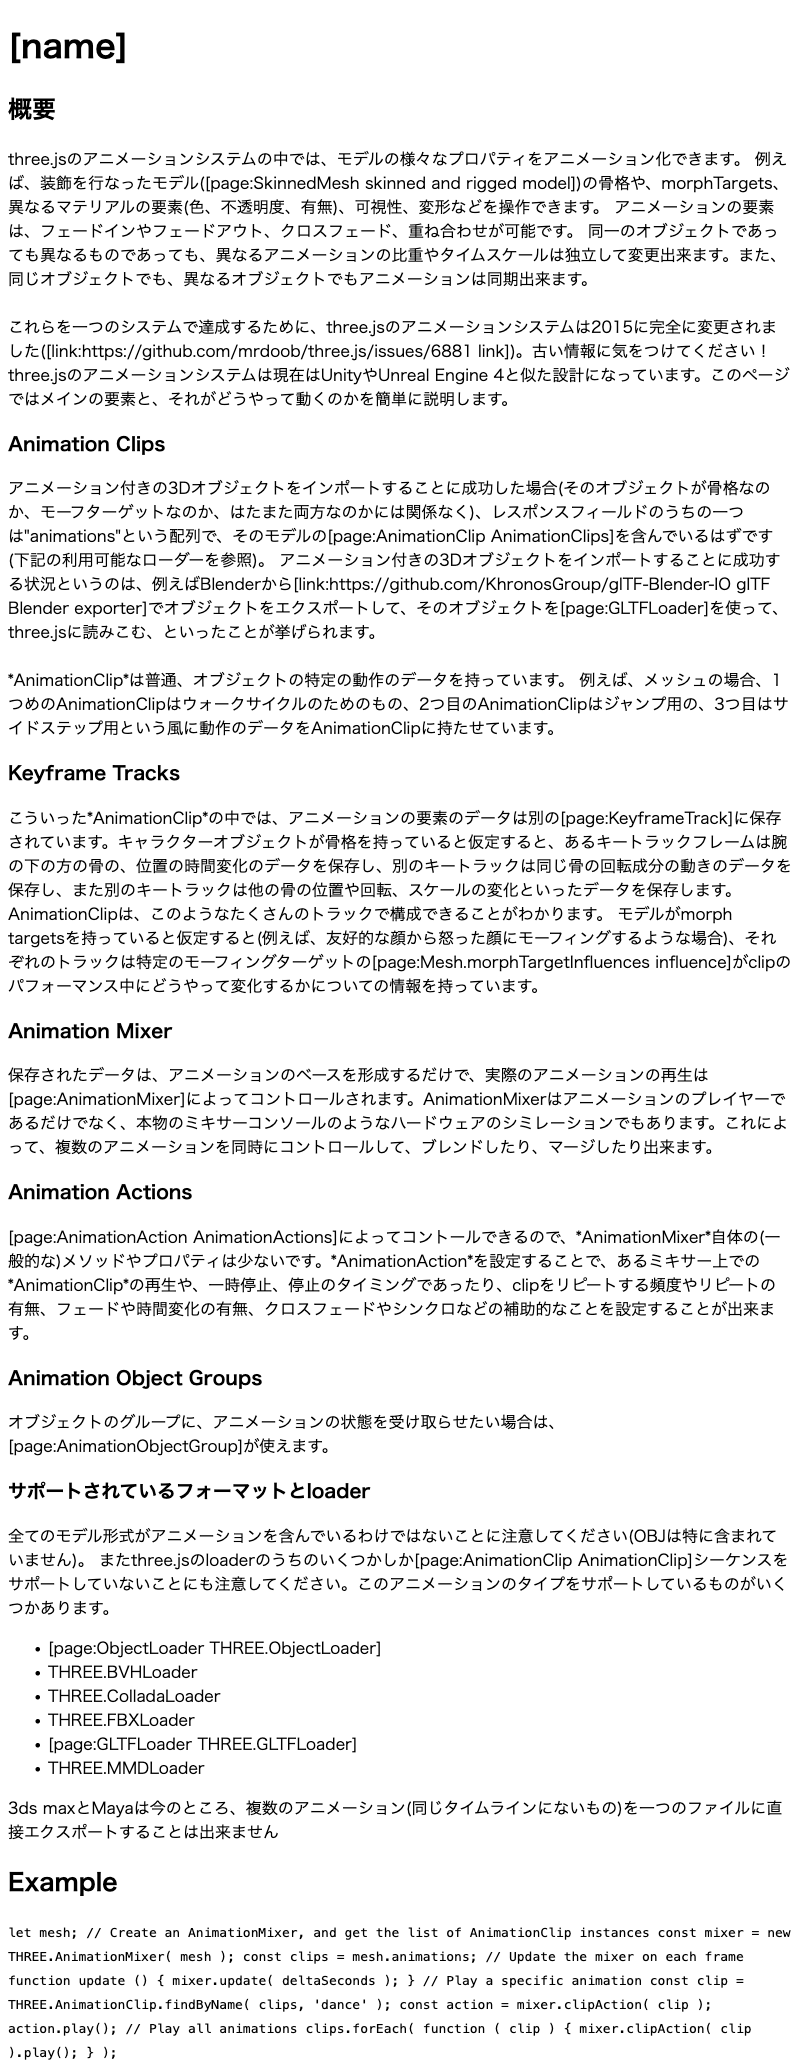 [name]
概要
three.jsのアニメーションシステムの中では、モデルの様々なプロパティをアニメーション化できます。 例え
ば、装飾を行なったモデル([page:SkinnedMesh skinned and rigged model])の骨格や、morphTargets、
異なるマテリアルの要素(色、不透明度、有無)、可視性、変形などを操作できます。 アニメーションの要素
は、フェードインやフェードアウト、クロスフェード、重ね合わせが可能です。 同一のオブジェクトであっ
ても異なるものであっても、異なるアニメーションの比重やタイムスケールは独立して変更出来ます。また、
同じオブジェクトでも、異なるオブジェクトでもアニメーションは同期出来ます。
これらを一つのシステムで達成するために、three.jsのアニメーションシステムは2015に完全に変更されまし
た([link:https://github.com/mrdoob/three.js/issues/6881 link])。古い情報に気をつけてください！
three.jsのアニメーションシステムは現在はUnityやUnreal Engine 4と似た設計になっています。このページ
ではメインの要素と、それがどうやって動くのかを簡単に説明します。
Animation Clips
アニメーション付きの3Dオブジェクトをインポートすることに成功した場合(そのオブジェクトが骨格なの
か、モーフターゲットなのか、はたまた両方なのかには関係なく)、レスポンスフィールドのうちの一つ
は"animations"という配列で、そのモデルの[page:AnimationClip AnimationClips]を含んでいるはずです
(下記の利用可能なローダーを参照)。 アニメーション付きの3Dオブジェクトをインポートすることに成功す
る状況というのは、例えばBlenderから[link:https://github.com/KhronosGroup/glTF-Blender-IO glTF
Blender exporter]でオブジェクトをエクスポートして、そのオブジェクトを[page:GLTFLoader]を使って、
three.jsに読みこむ、といったことが挙げられます。
*AnimationClip*は普通、オブジェクトの特定の動作のデータを持っています。 例えば、メッシュの場合、1
つめのAnimationClipはウォークサイクルのためのもの、2つ目のAnimationClipはジャンプ用の、3つ目はサ
イドステップ用という風に動作のデータをAnimationClipに持たせています。
Keyframe Tracks
こういった*AnimationClip*の中では、アニメーションの要素のデータは別の[page:KeyframeTrack]に保存
されています。キャラクターオブジェクトが骨格を持っていると仮定すると、あるキートラックフレームは腕
の下の方の骨の、位置の時間変化のデータを保存し、別のキートラックは同じ骨の回転成分の動きのデータを
保存し、また別のキートラックは他の骨の位置や回転、スケールの変化といったデータを保存します。
AnimationClipは、このようなたくさんのトラックで構成できることがわかります。 モデルがmorph
targetsを持っていると仮定すると(例えば、友好的な顔から怒った顔にモーフィングするような場合)、それ
ぞれのトラックは特定のモーフィングターゲットの[page:Mesh.morphTargetInfluences influence]がclipの
パフォーマンス中にどうやって変化するかについての情報を持っています。
Animation Mixer
保存されたデータは、アニメーションのベースを形成するだけで、実際のアニメーションの再生は
[page:AnimationMixer]によってコントロールされます。AnimationMixerはアニメーションのプレイヤーで
あるだけでなく、本物のミキサーコンソールのようなハードウェアのシミレーションでもあります。これによ
って、複数のアニメーションを同時にコントロールして、ブレンドしたり、マージしたり出来ます。
Animation Actions
[page:AnimationAction AnimationActions]によってコントールできるので、*AnimationMixer*自体の(一
般的な)メソッドやプロパティは少ないです。*AnimationAction*を設定することで、あるミキサー上での
*AnimationClip*の再生や、一時停止、停止のタイミングであったり、clipをリピートする頻度やリピートの
有無、フェードや時間変化の有無、クロスフェードやシンクロなどの補助的なことを設定することが出来ま
す。
Animation Object Groups
オブジェクトのグループに、アニメーションの状態を受け取らせたい場合は、
[page:AnimationObjectGroup]が使えます。
サポートされているフォーマットとloader
全てのモデル形式がアニメーションを含んでいるわけではないことに注意してください(OBJは特に含まれて
いません)。 またthree.jsのloaderのうちのいくつかしか[page:AnimationClip AnimationClip]シーケンスを
サポートしていないことにも注意してください。このアニメーションのタイプをサポートしているものがいく
つかあります。
• [page:ObjectLoader THREE.ObjectLoader]
• THREE.BVHLoader
• THREE.ColladaLoader
• THREE.FBXLoader
• [page:GLTFLoader THREE.GLTFLoader]
• THREE.MMDLoader
3ds maxとMayaは今のところ、複数のアニメーション(同じタイムラインにないもの)を一つのファイルに直
接エクスポートすることは出来ません
Example
let mesh; // Create an AnimationMixer, and get the list of AnimationClip instances const mixer = new
THREE.AnimationMixer( mesh ); const clips = mesh.animations; // Update the mixer on each frame
function update () { mixer.update( deltaSeconds ); } // Play a specific animation const clip =
THREE.AnimationClip.findByName( clips, 'dance' ); const action = mixer.clipAction( clip );
action.play(); // Play all animations clips.forEach( function ( clip ) { mixer.clipAction( clip
).play(); } );